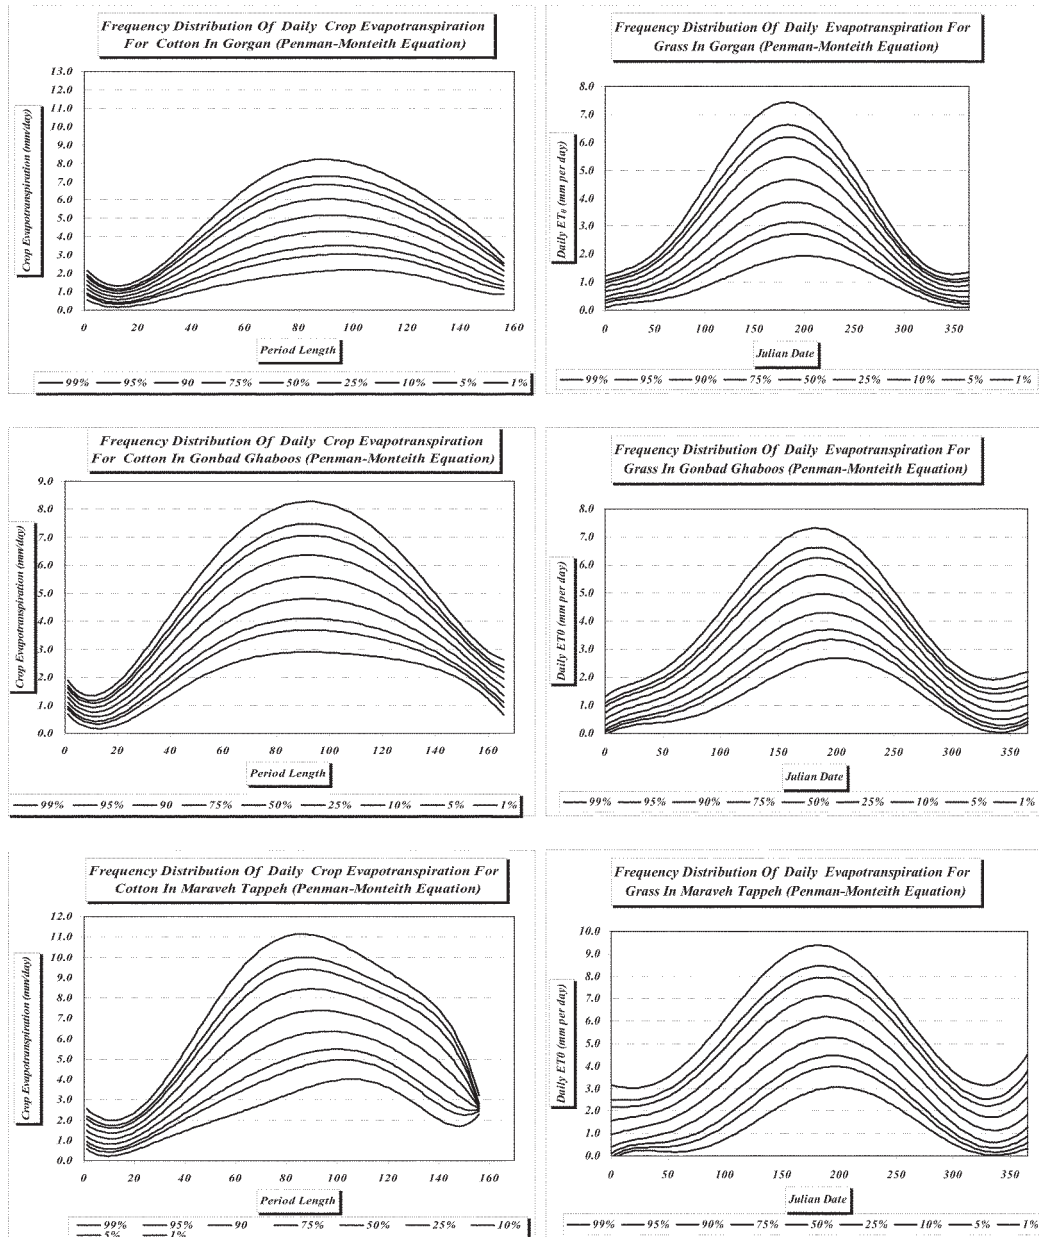 Frequency Distribution Of Daily Crop Evapotranspiration
For Cotton In Gorgan (Penman-Monteith Equation)
Crop Evapotranspiration (mm/day)
13.0
12.0
11.0
10.0
9.0
8.0
7.0
6.0
5.0
4.0
3.0
2.0
1.0
0.0
0 20 40 60 80 100 120 140 160
Period Length
99% 95% 90 75% 50% 25% 10% 5% 1%
Frequency Distribution Of Daily Evapotranspiration For
Grass In Gorgan (Penman-Monteith Equation)
Daily ET0 (mm per day)
8.0
7.0
6.0
5.0
4.0
3.0
2.0
1.0
0.0
0 50 100 150 200 250 300 350
Julian Date
99% 95% 90% 75% 50% 25% 10% 5% 1%
Frequency Distribution Of Daily Crop Evapotranspiration
For Cotton In Gonbad Ghaboos (Penman-Monteith Equation)
Crop Evapotranspiration (mm/day)
9.0
8.0
7.0
6.0
5.0
4.0
3.0
2.0
1.0
0.0
0 20 40 60 80 100 120 140 160
Period Length
99% 95% 90 75% 50% 25% 10% 5% 1%
Frequency Distribution Of Daily Evapotranspiration For
Grass In Gonbad Ghaboos (Penman-Monteith Equation)
Daily ET0 (mm per day)
8.0
7.0
6.0
5.0
4.0
3.0
2.0
1.0
0.0
0 50 100 150 200 250 300 350
Julian Date
99% 95% 90% 75% 50% 25% 10% 5% 1%
Frequency Distribution Of Daily Crop Evapotranspiration For
Cotton In Maraveh Tappeh (Penman-Monteith Equation)
Crop Evapotranspiration (mm/day)
12.0
11.0
10.0
9.0
8.0
7.0
6.0
5.0
4.0
3.0
2.0
1.0
0.0
0 20 40 60 80 100 120 140 160
Period Length
99% 95% 90 75% 50% 25% 10%
5% 1%
Frequency Distribution Of Daily Evapotranspiration For
Grass In Maraveh Tappeh (Penman-Monteith Equation)
Daily ET0 (mm per day)
10.0
9.0
8.0
7.0
6.0
5.0
4.0
3.0
2.0
1.0
0.0
0 50 100 150 200 250 300 350
Julian Date
99% 95% 90% 75% 50% 25% 10% 5% 1%